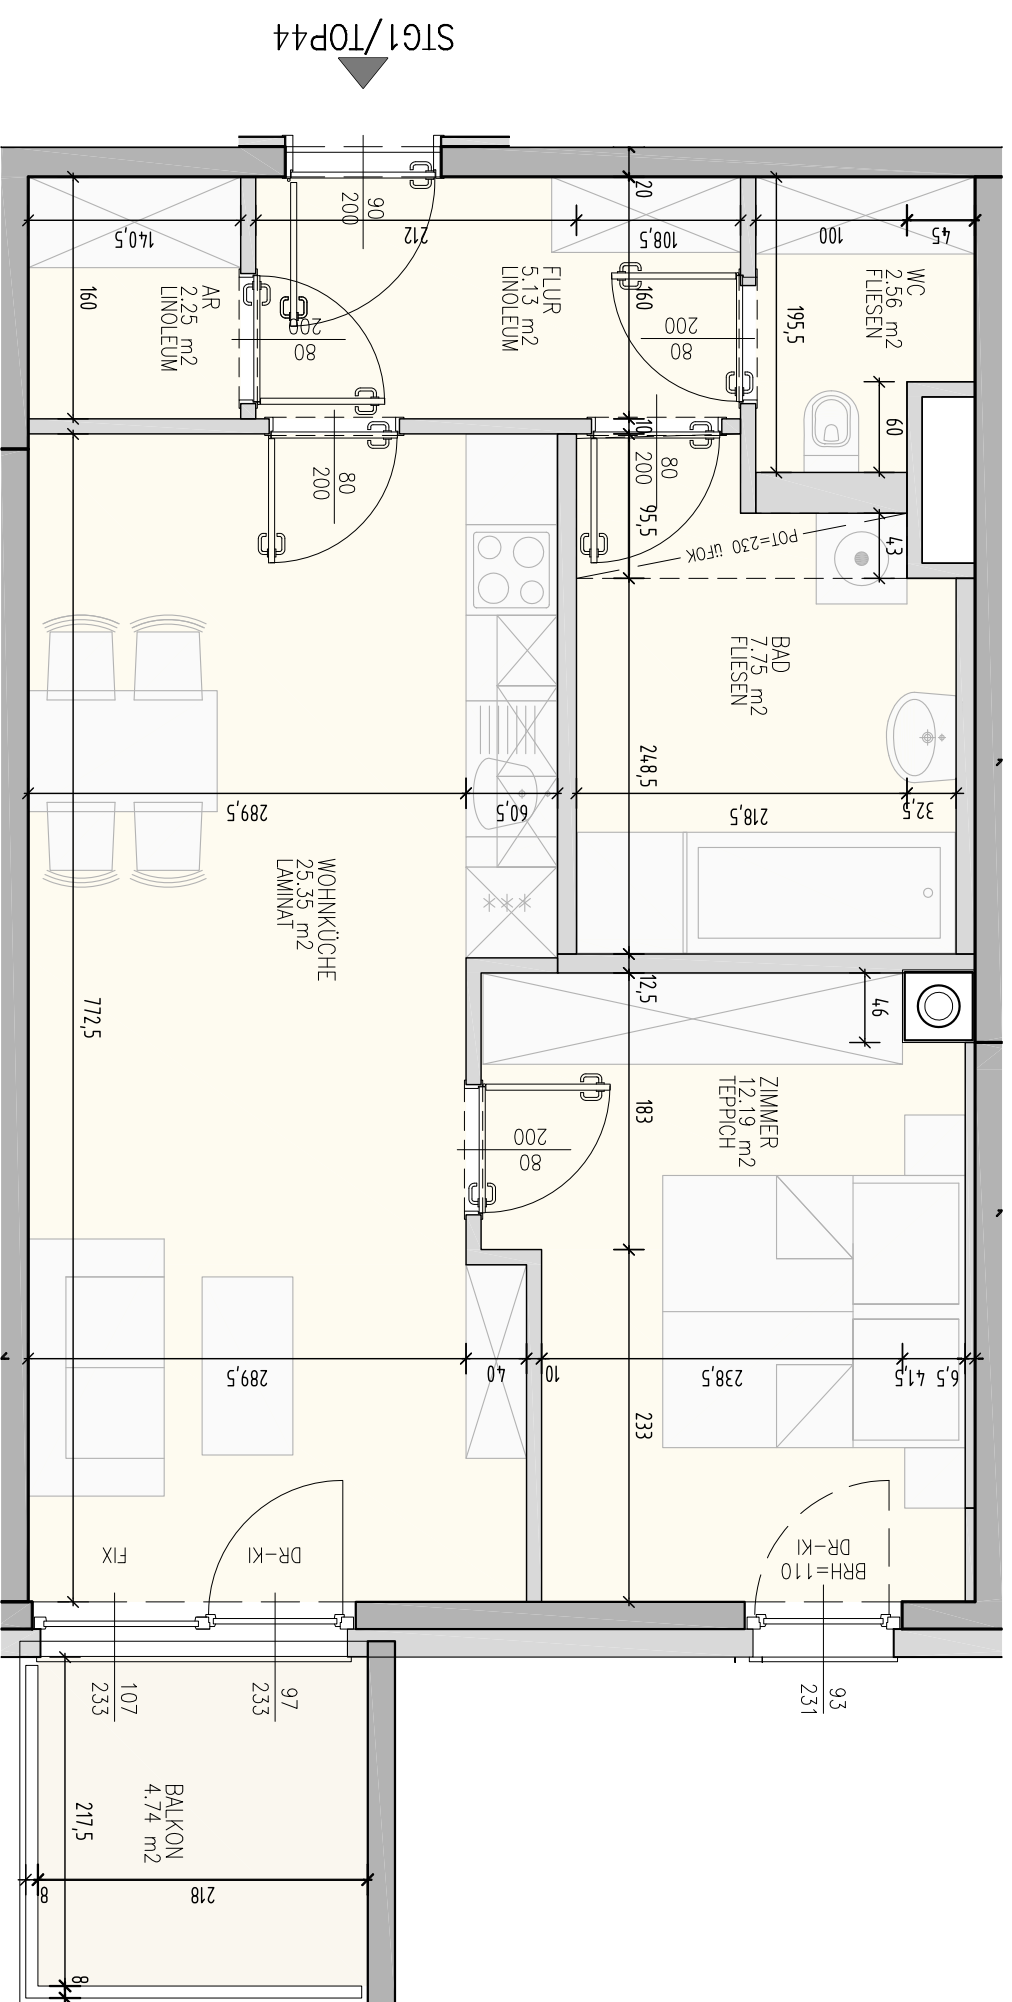 STG1/TOP44
90
200
20
140,5
212
108,5
100
45
160
AR
2.25 m2
LINOLEUM
FLUR
5.13 m2
LINOLEUM
160
WC
2.56 m2
FLIESEN
195,5
80
200
80
200
60
10
80
200
80
200
95,5
43
POT=230 üFOK
BAD
7.75 m2
FLIESEN
248,5
289,5
60,5
218,5
32,5
WOHNKÜCHE
25.35 m2
LAMINAT
772,5
12,5
46
ZIMMER
12.19 m2
TEPPICH
183
80
200
289,5
40
10
238,5
41,5
6,5
233
FIX
DR-KI
DR-KI
BRH=110
107
233
97
233
93
231
BALKON
4.74 m2
217,5
8
218
8